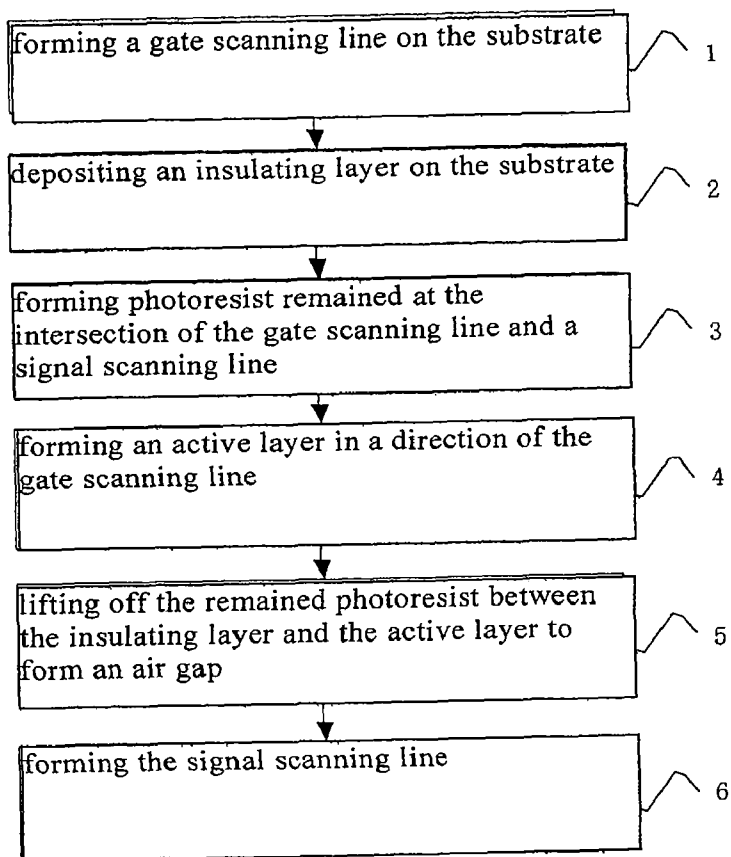 forming a gate scanning line on the substrate
1
depositing an insulating layer on the substrate
2
forming photoresist remained at the
intersection of the gate scanning line and a
signal scanning line
3
forming an active layer in a direction of the
gate scanning line
4
lifting off the remained photoresist between
the insulating layer and the active layer to
form an air gap
5
forming the signal scanning line
6